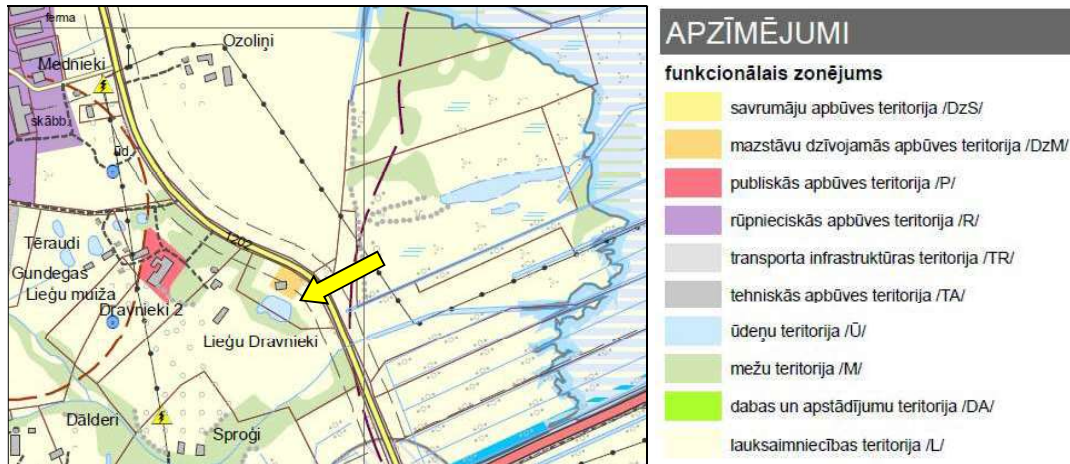 ferma
Ozoliņi
Mednieki
skābb.
ūd.
1202
Tēraudi
Gundegas
Lieģu muiža
Dravnieki 2
Lieģu Dravnieki
Dālderi
Sproģi
APZĪMĒJUMI
funkcionālais zonējums
savrumāju apbūves teritorija /DzS/
mazstāvu dzīvojamās apbūves teritorija /DzM/
publiskās apbūves teritorija /P/
rūpnieciskās apbūves teritorija /R/
transporta infrastruktūras teritorija /TR/
tehniskās apbūves teritorija /TA/
ūdeņu teritorija /Ū/
mežu teritorija /M/
dabas un apstādījumu teritorija /DA/
lauksaimniecības teritorija /L/